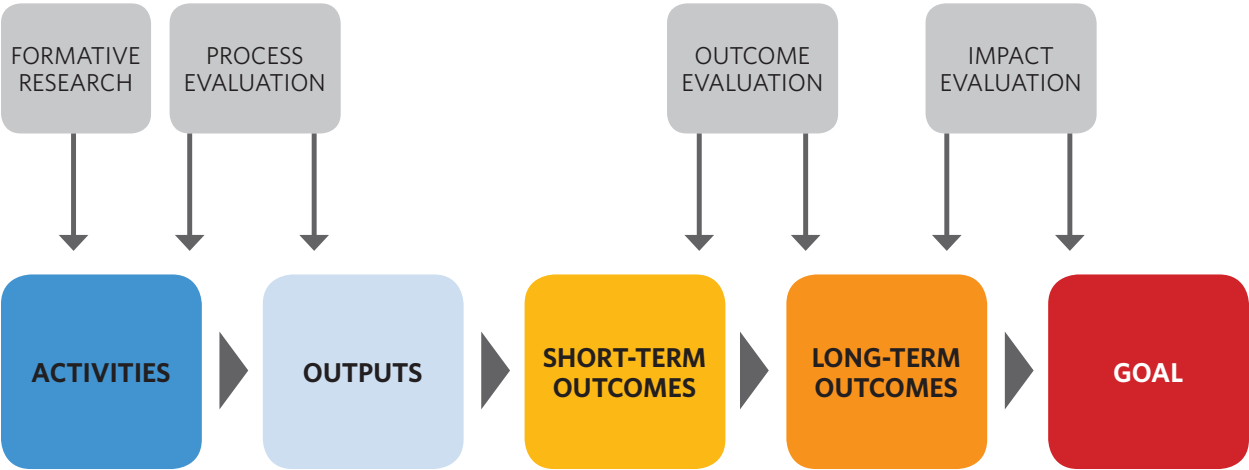 FORMATIVE
RESEARCH
PROCESS
EVALUATION
OUTCOME
EVALUATION
IMPACT
EVALUATION
ACTIVITIES
OUTPUTS
SHORT-TERM
OUTCOMES
LONG-TERM
OUTCOMES
GOAL